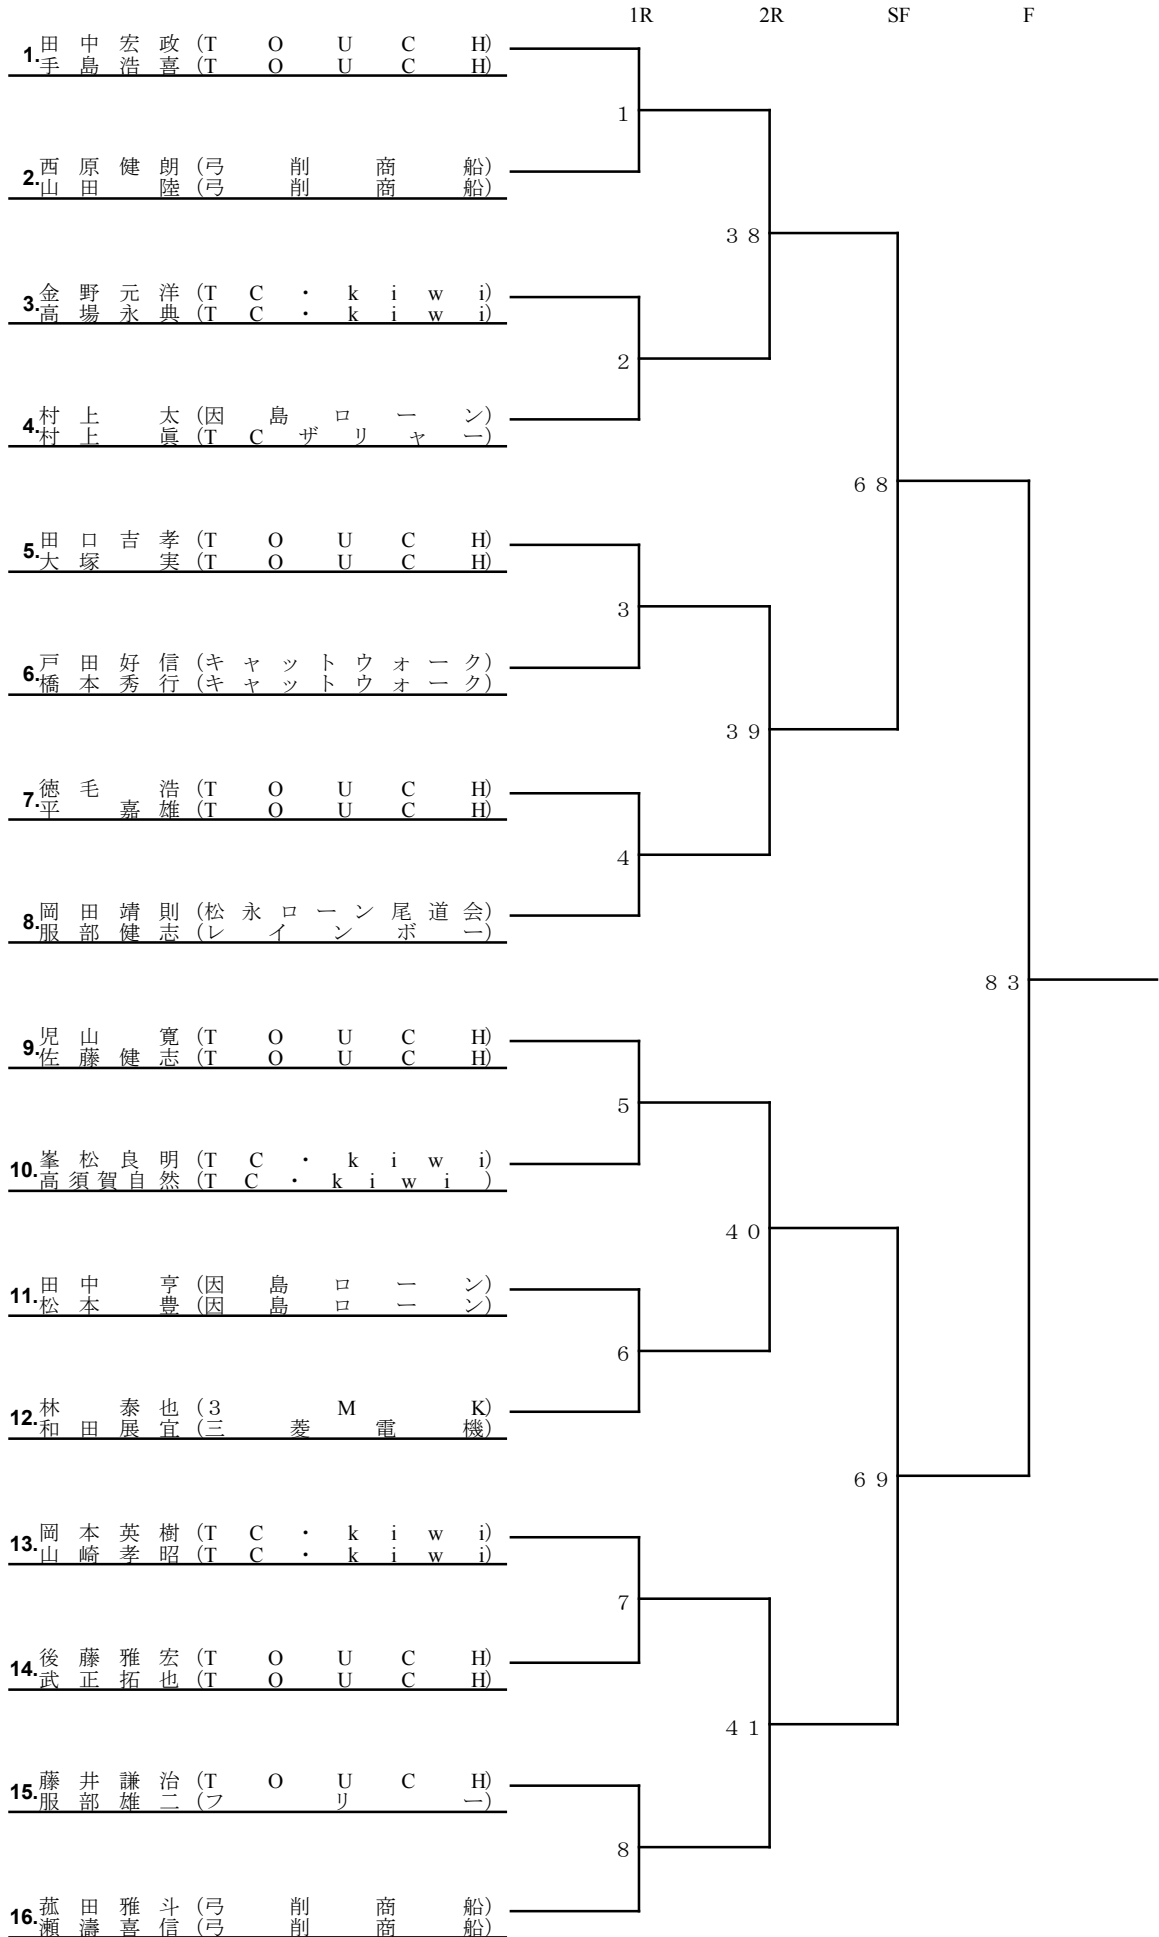 1R 2R SF F
1. 田中宏政 (TOUCH)
手島浩喜 (TOUCH)
1
2. 西原健朗 (弓削商船)
山田 陸 (弓削商船)
38
3. 金野元洋 (TC・kiwi)
高場永典 (TC・kiwi)
2
4. 村上 太 (因島ローン)
村上 眞 (TCザリャー)
68
5. 田口吉孝 (TOUCH)
大塚 実 (TOUCH)
3
6. 戸田好信 (キャットウォーク)
橋本秀行 (キャットウォーク)
39
7. 徳毛 浩 (TOUCH)
平 嘉雄 (TOUCH)
4
8. 岡田靖則 (松永ローン尾道会)
服部健志 (レインボー)
83
9. 児山 寛 (TOUCH)
佐藤健志 (TOUCH)
5
10. 峯松良明 (TC・kiwi)
高須賀自然 (TC・kiwi)
40
11. 田中 亨 (因島ローン)
松本 豊 (因島ローン)
6
12. 林 泰也 (3MK)
和田展宜 (三菱電機)
69
13. 岡本英樹 (TC・kiwi)
山崎孝昭 (TC・kiwi)
7
14. 後藤雅宏 (TOUCH)
武正拓也 (TOUCH)
41
15. 藤井謙治 (TOUCH)
服部雄二 (フリー)
8
16. 菰田雅斗 (弓削商船)
瀬濤喜信 (弓削商船)